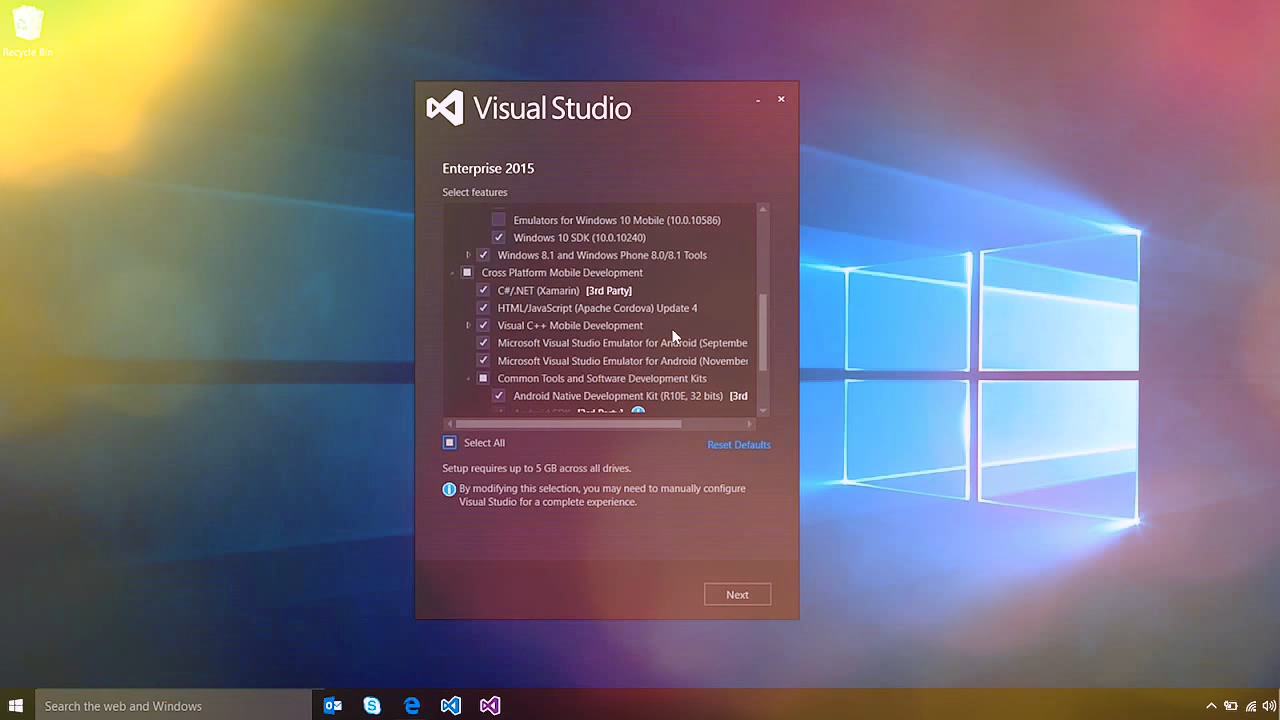 Recycle Bin
Visual Studio
Enterprise 2015
Select features
Emulators for Windows 10 Mobile (10.0.10586)
Windows 10 SDK (10.0.10240)
Windows 8.1 and Windows Phone 8.0/8.1 Tools
Cross Platform Mobile Development
C#/.NET (Xamarin) [3rd Party]
HTML/JavaScript (Apache Cordova) Update 4
Visual C++ Mobile Development
Microsoft Visual Studio Emulator for Android (Septembe
Microsoft Visual Studio Emulator for Android (November
Common Tools and Software Development Kits
Android Native Development Kit (R10E, 32 bits) [3rd
Android SDK [3rd Party]
Select All
Reset Defaults
Setup requires up to 5 GB across all drives.
By modifying this selection, you may need to manually configure
Visual Studio for a complete experience.
Next
Search the web and Windows